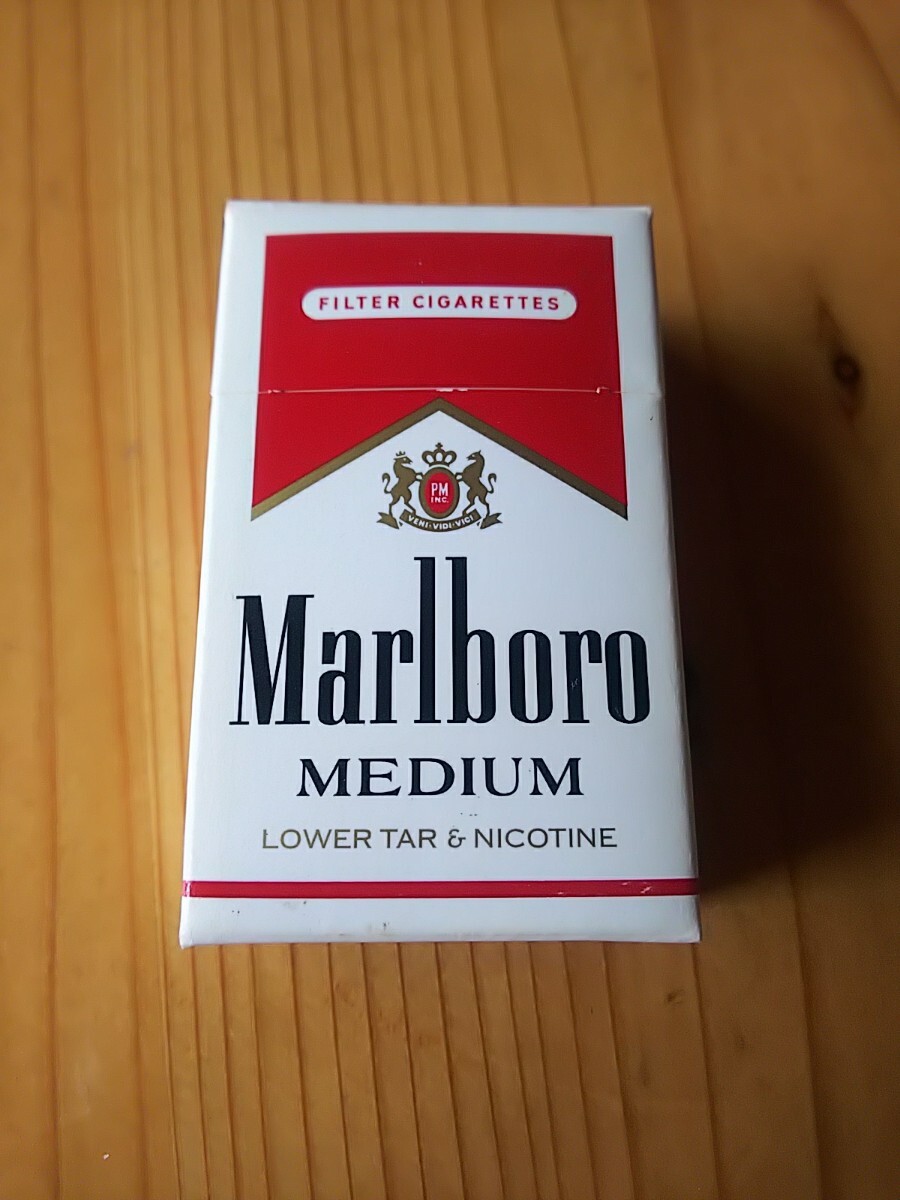 FILTER CIGARETTES
PM
INC.
VENI·VIDI·VICI
Marlboro
MEDIUM
LOWER TAR & NICOTINE